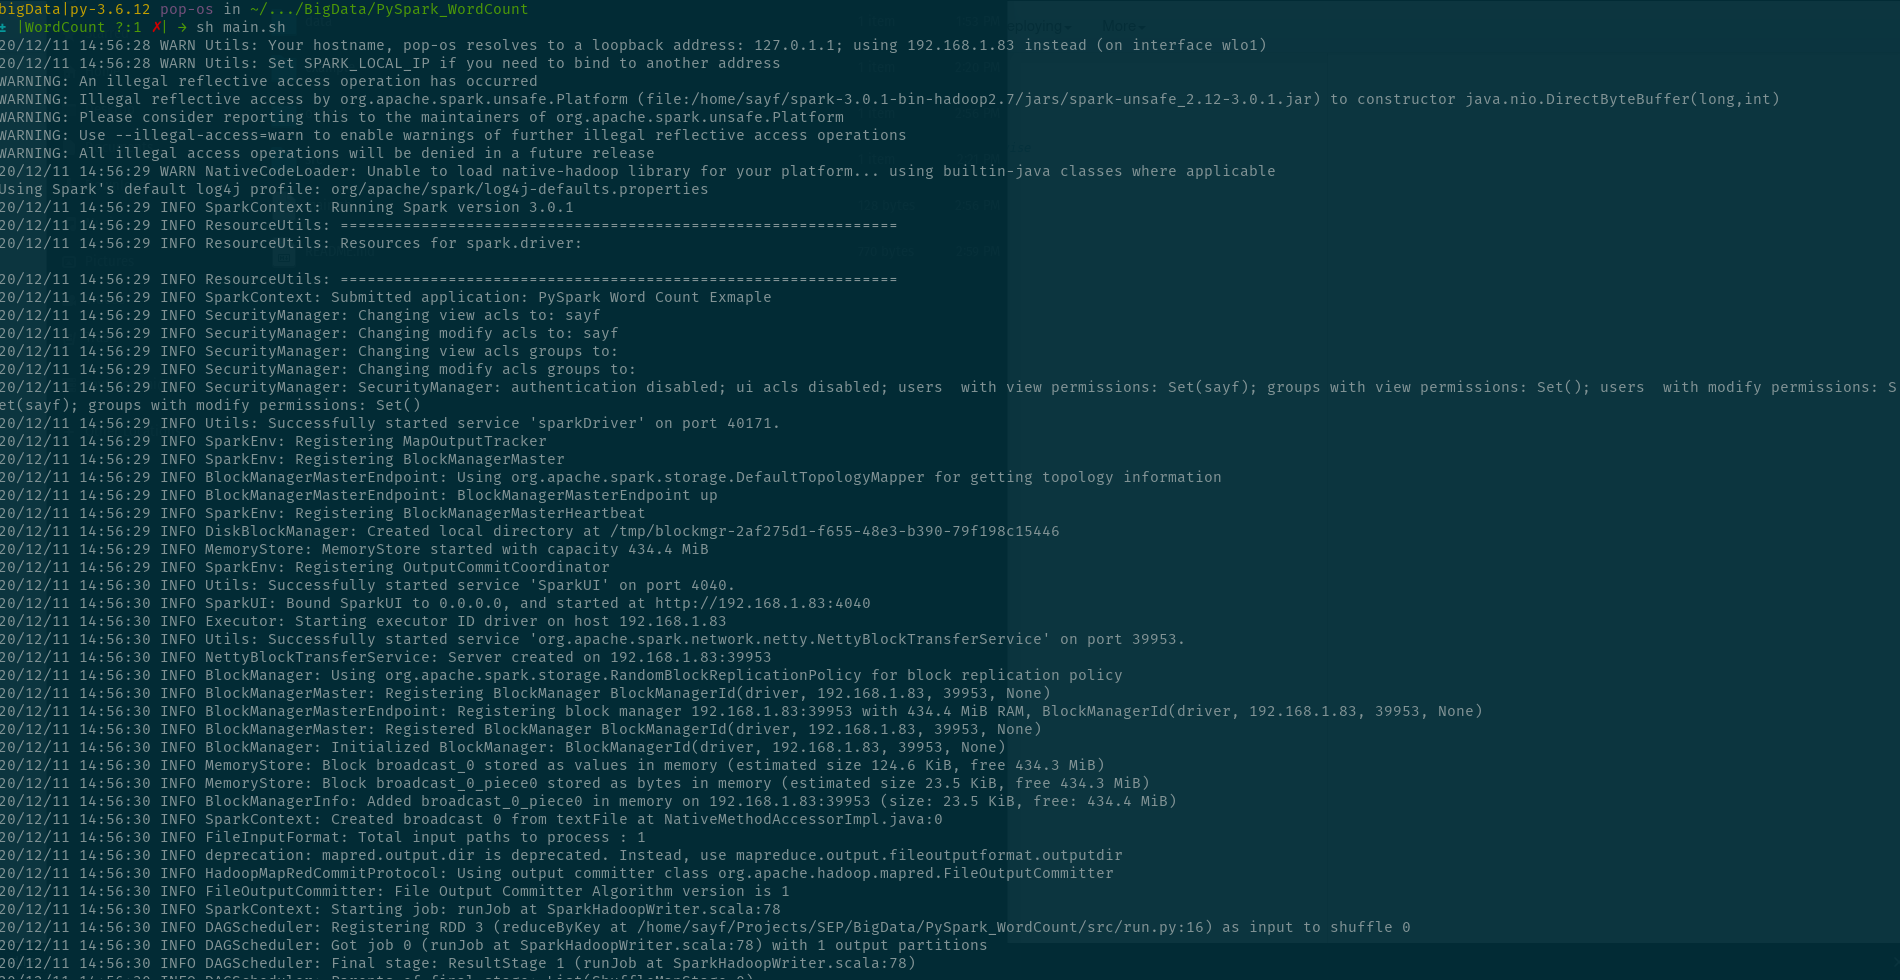 bigData|py-3.6.12 pop-os in ~/.../BigData/PySpark_WordCount
± |WordCount ?:1 ✗| → sh main.sh
20/12/11 14:56:28 WARN Utils: Your hostname, pop-os resolves to a loopback address: 127.0.1.1; using 192.168.1.83 instead (on interface wlo1)
20/12/11 14:56:28 WARN Utils: Set SPARK_LOCAL_IP if you need to bind to another address
WARNING: An illegal reflective access operation has occurred
WARNING: Illegal reflective access by org.apache.spark.unsafe.Platform (file:/home/sayf/spark-3.0.1-bin-hadoop2.7/jars/spark-unsafe_2.12-3.0.1.jar) to constructor java.nio.DirectByteBuffer(long,int)
WARNING: Please consider reporting this to the maintainers of org.apache.spark.unsafe.Platform
WARNING: Use --illegal-access=warn to enable warnings of further illegal reflective access operations
WARNING: All illegal access operations will be denied in a future release
20/12/11 14:56:29 WARN NativeCodeLoader: Unable to load native-hadoop library for your platform... using builtin-java classes where applicable
Using Spark's default log4j profile: org/apache/spark/log4j-defaults.properties
20/12/11 14:56:29 INFO SparkContext: Running Spark version 3.0.1
20/12/11 14:56:29 INFO ResourceUtils: ==============================================================
20/12/11 14:56:29 INFO ResourceUtils: Resources for spark.driver:

20/12/11 14:56:29 INFO ResourceUtils: ==============================================================
20/12/11 14:56:29 INFO SparkContext: Submitted application: PySpark Word Count Exmaple
20/12/11 14:56:29 INFO SecurityManager: Changing view acls to: sayf
20/12/11 14:56:29 INFO SecurityManager: Changing modify acls to: sayf
20/12/11 14:56:29 INFO SecurityManager: Changing view acls groups to:
20/12/11 14:56:29 INFO SecurityManager: Changing modify acls groups to:
20/12/11 14:56:29 INFO SecurityManager: SecurityManager: authentication disabled; ui acls disabled; users  with view permissions: Set(sayf); groups with view permissions: Set(); users  with modify permissions: S
et(sayf); groups with modify permissions: Set()
20/12/11 14:56:29 INFO Utils: Successfully started service 'sparkDriver' on port 40171.
20/12/11 14:56:29 INFO SparkEnv: Registering MapOutputTracker
20/12/11 14:56:29 INFO SparkEnv: Registering BlockManagerMaster
20/12/11 14:56:29 INFO BlockManagerMasterEndpoint: Using org.apache.spark.storage.DefaultTopologyMapper for getting topology information
20/12/11 14:56:29 INFO BlockManagerMasterEndpoint: BlockManagerMasterEndpoint up
20/12/11 14:56:29 INFO SparkEnv: Registering BlockManagerMasterHeartbeat
20/12/11 14:56:29 INFO DiskBlockManager: Created local directory at /tmp/blockmgr-2af275d1-f655-48e3-b390-79f198c15446
20/12/11 14:56:29 INFO MemoryStore: MemoryStore started with capacity 434.4 MiB
20/12/11 14:56:29 INFO SparkEnv: Registering OutputCommitCoordinator
20/12/11 14:56:30 INFO Utils: Successfully started service 'SparkUI' on port 4040.
20/12/11 14:56:30 INFO SparkUI: Bound SparkUI to 0.0.0.0, and started at http://192.168.1.83:4040
20/12/11 14:56:30 INFO Executor: Starting executor ID driver on host 192.168.1.83
20/12/11 14:56:30 INFO Utils: Successfully started service 'org.apache.spark.network.netty.NettyBlockTransferService' on port 39953.
20/12/11 14:56:30 INFO NettyBlockTransferService: Server created on 192.168.1.83:39953
20/12/11 14:56:30 INFO BlockManager: Using org.apache.spark.storage.RandomBlockReplicationPolicy for block replication policy
20/12/11 14:56:30 INFO BlockManagerMaster: Registering BlockManager BlockManagerId(driver, 192.168.1.83, 39953, None)
20/12/11 14:56:30 INFO BlockManagerMasterEndpoint: Registering block manager 192.168.1.83:39953 with 434.4 MiB RAM, BlockManagerId(driver, 192.168.1.83, 39953, None)
20/12/11 14:56:30 INFO BlockManagerMaster: Registered BlockManager BlockManagerId(driver, 192.168.1.83, 39953, None)
20/12/11 14:56:30 INFO BlockManager: Initialized BlockManager: BlockManagerId(driver, 192.168.1.83, 39953, None)
20/12/11 14:56:30 INFO MemoryStore: Block broadcast_0 stored as values in memory (estimated size 124.6 KiB, free 434.3 MiB)
20/12/11 14:56:30 INFO MemoryStore: Block broadcast_0_piece0 stored as bytes in memory (estimated size 23.5 KiB, free 434.3 MiB)
20/12/11 14:56:30 INFO BlockManagerInfo: Added broadcast_0_piece0 in memory on 192.168.1.83:39953 (size: 23.5 KiB, free: 434.4 MiB)
20/12/11 14:56:30 INFO SparkContext: Created broadcast 0 from textFile at NativeMethodAccessorImpl.java:0
20/12/11 14:56:30 INFO FileInputFormat: Total input paths to process : 1
20/12/11 14:56:30 INFO deprecation: mapred.output.dir is deprecated. Instead, use mapreduce.output.fileoutputformat.outputdir
20/12/11 14:56:30 INFO HadoopMapRedCommitProtocol: Using output committer class org.apache.hadoop.mapred.FileOutputCommitter
20/12/11 14:56:30 INFO FileOutputCommitter: File Output Committer Algorithm version is 1
20/12/11 14:56:30 INFO SparkContext: Starting job: runJob at SparkHadoopWriter.scala:78
20/12/11 14:56:30 INFO DAGScheduler: Registering RDD 3 (reduceByKey at /home/sayf/Projects/SEP/BigData/PySpark_WordCount/src/run.py:16) as input to shuffle 0
20/12/11 14:56:30 INFO DAGScheduler: Got job 0 (runJob at SparkHadoopWriter.scala:78) with 1 output partitions
20/12/11 14:56:30 INFO DAGScheduler: Final stage: ResultStage 1 (runJob at SparkHadoopWriter.scala:78)